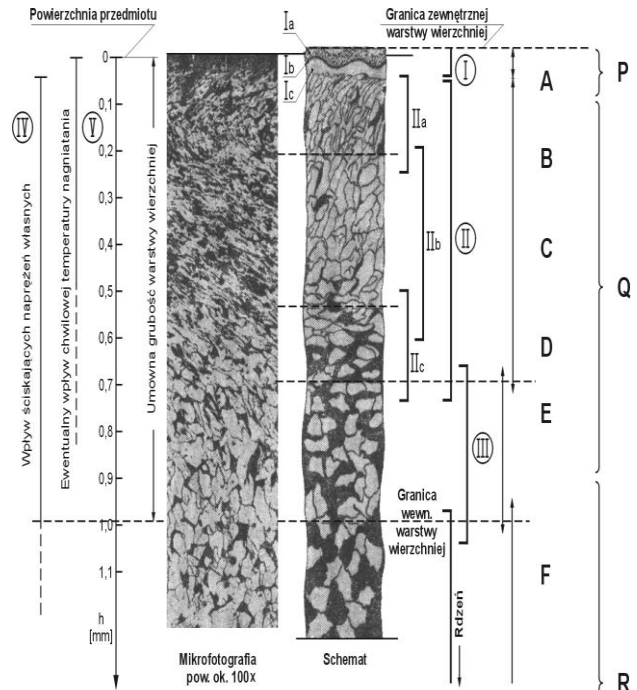 Powierzchnia przedmiotu
Ia
Granica zewnętrznej
warstwy wierzchniej
0
Ib
I
P
A
Ic
IV
V
0,1
IIa
0,2
B
IIb
II
0,3
0,4
C
Q
0,5
0,6
D
IIc
0,7
E
0,8
III
0,9
Granica
wewn.
warstwy
wierzchniej
1,0
1,1
F
h
[mm]
Rdzeń
R
Mikrofotografia
pow. ok. 100x
Schemat
Wpływ ściskających naprężeń własnych
Ewentualny wpływ chwilowej temperatury nagniatania
Umowna grubość warstwy wierzchniej